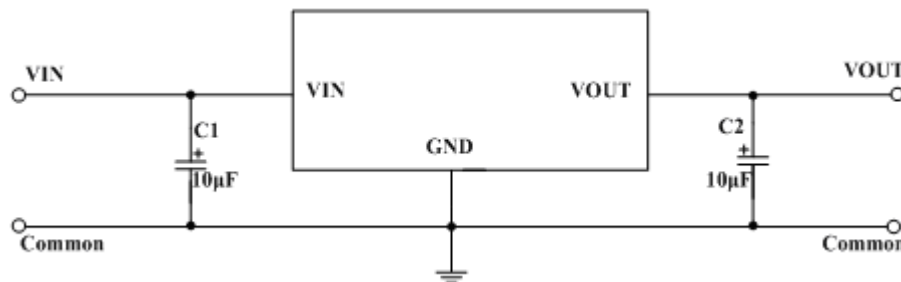 VIN
VOUT
VIN
VOUT
C1
C2
GND
10µF
10µF
Common
Common